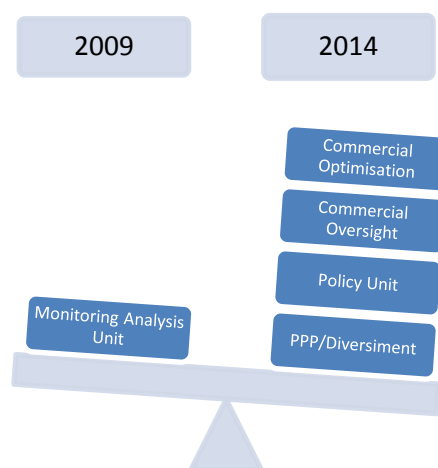 2009
2014
Commercial
Optimisation
Commercial
Oversight
Policy Unit
Monitoring Analysis
Unit
PPP/Diversiment